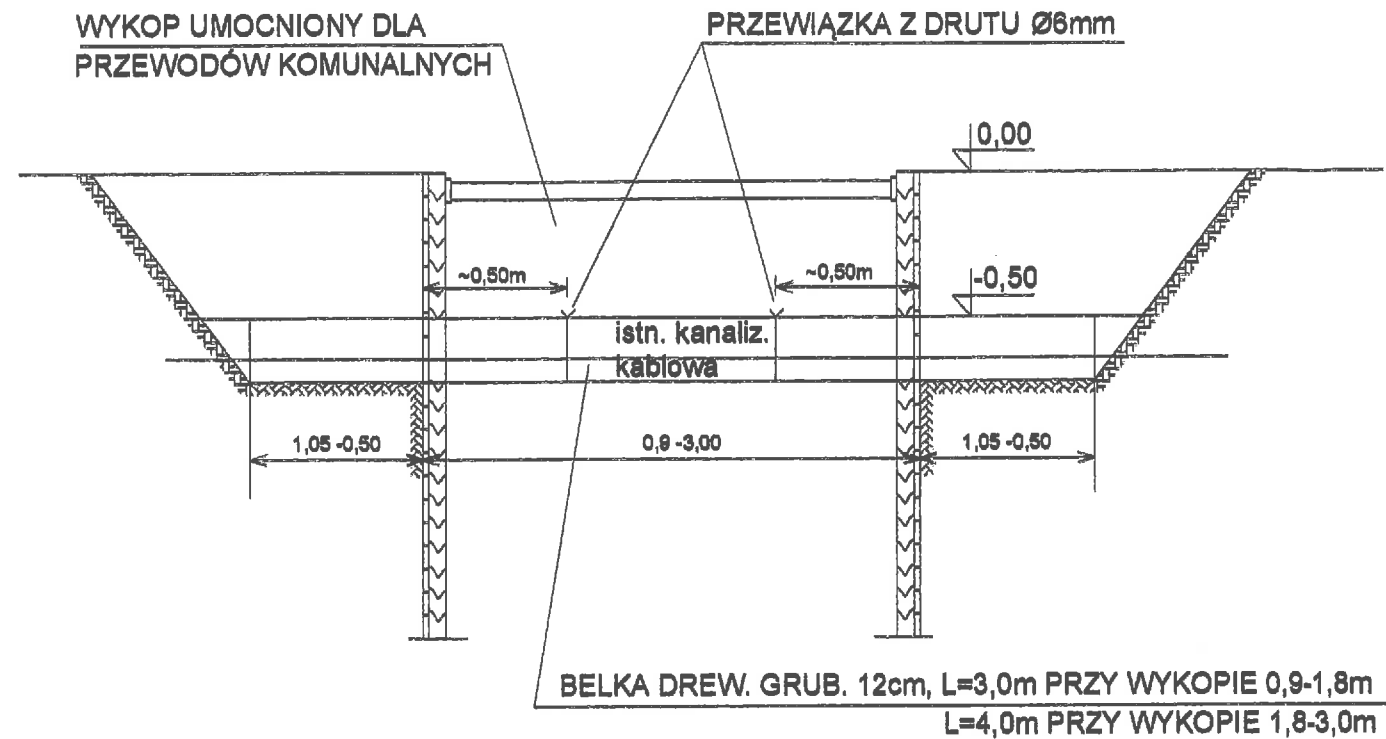 WYKOP UMOCNIONY DLA
PRZEWODÓW KOMUNALNYCH
PRZEWIĄZKA Z DRUTU Ø6mm
0,00
~0,50m
~0,50m
-0,50
istn. kanaliz.
kablowa
1,05 -0,50
0,9 -3,00
1,05 -0,50
BELKA DREW. GRUB. 12cm, L=3,0m PRZY WYKOPIE 0,9-1,8m
L=4,0m PRZY WYKOPIE 1,8-3,0m